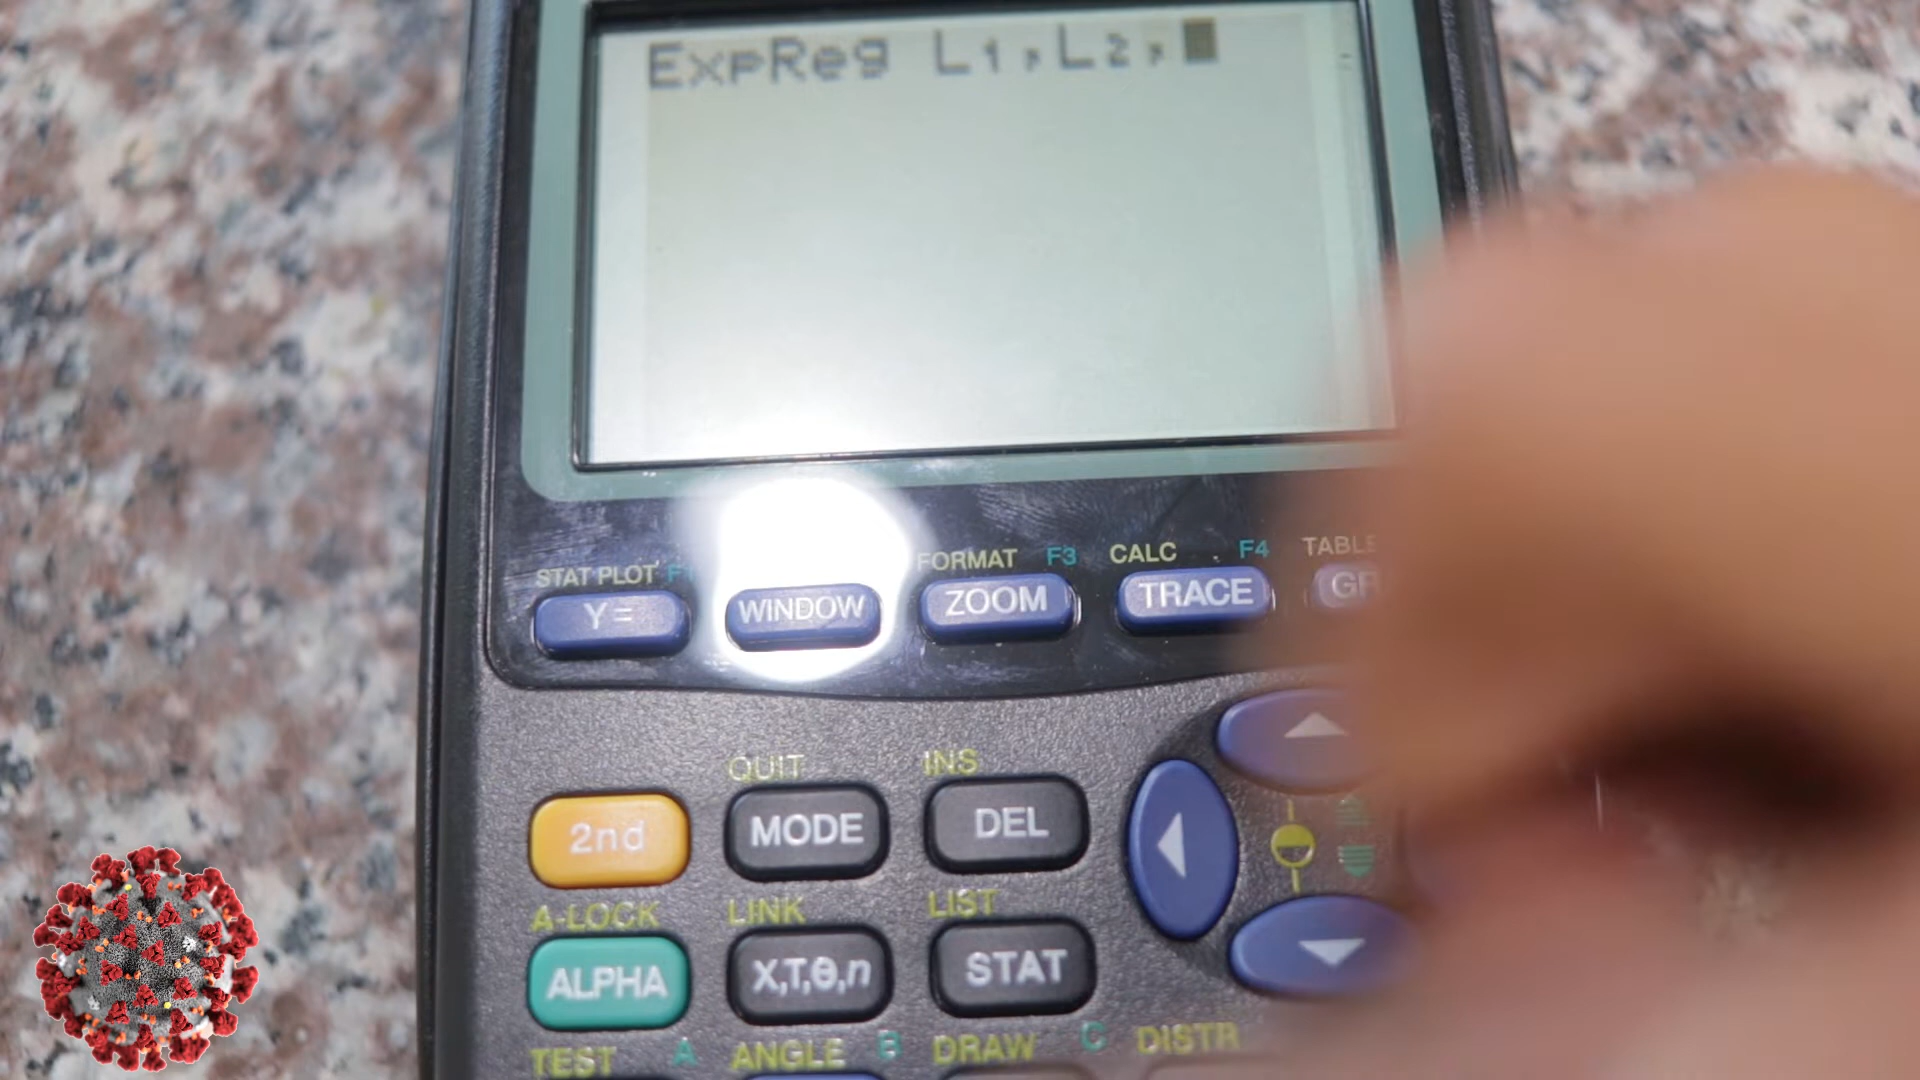 ExpReg L1,L2,
STAT PLOT
FORMAT F3 CALC F4
Y= WINDOW ZOOM TRACE
QUIT INS
2nd MODE DEL
A-LOCK LINK LIST
ALPHA X,T,θ,n STAT
TEST A ANGLE B DRAW C DISTR